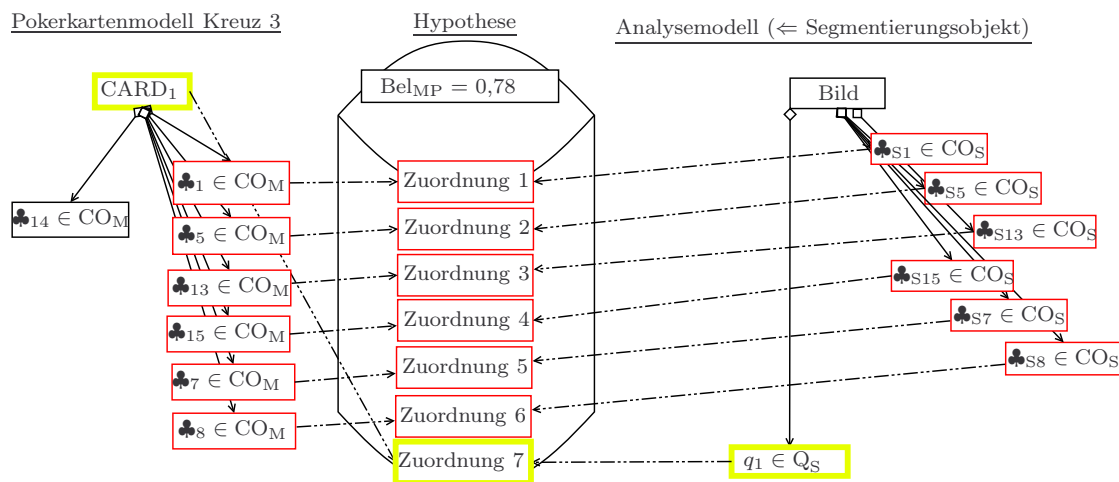 Pokerkartenmodell Kreuz 3
Hypothese
Analysemodell (⇐ Segmentierungsobjekt)
CARD₁
Bel_MP = 0,78
Bild
♣₁ ∈ CO_M
Zuordnung 1
♣_S1 ∈ CO_S
♣₁₄ ∈ CO_M
♣₅ ∈ CO_M
Zuordnung 2
♣_S5 ∈ CO_S
♣₁₃ ∈ CO_M
Zuordnung 3
♣_S13 ∈ CO_S
♣₁₅ ∈ CO_M
Zuordnung 4
♣_S15 ∈ CO_S
♣₇ ∈ CO_M
Zuordnung 5
♣_S7 ∈ CO_S
♣₈ ∈ CO_M
Zuordnung 6
♣_S8 ∈ CO_S
Zuordnung 7
q₁ ∈ Q_S